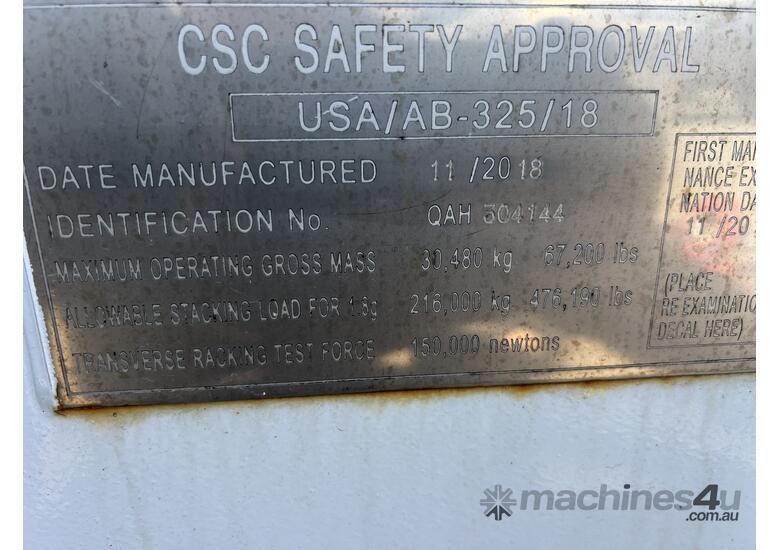 CSC SAFETY APPROVAL
USA/AB-325/18
DATE MANUFACTURED 11/2018
IDENTIFICATION No. QAH 304144
MAXIMUM OPERATING GROSS MASS 30,480 kg 67,200 lbs
ALLOWABLE STACKING LOAD FOR 1.8g 216,000 kg 476,190 lbs
TRANSVERSE RACKING TEST FORCE 150,000 newtons
FIRST MAI
NANCE EX
NATION DA
11/20
(PLACE
RE EXAMINATIO
DECAL HERE)
machines4u
.com.au